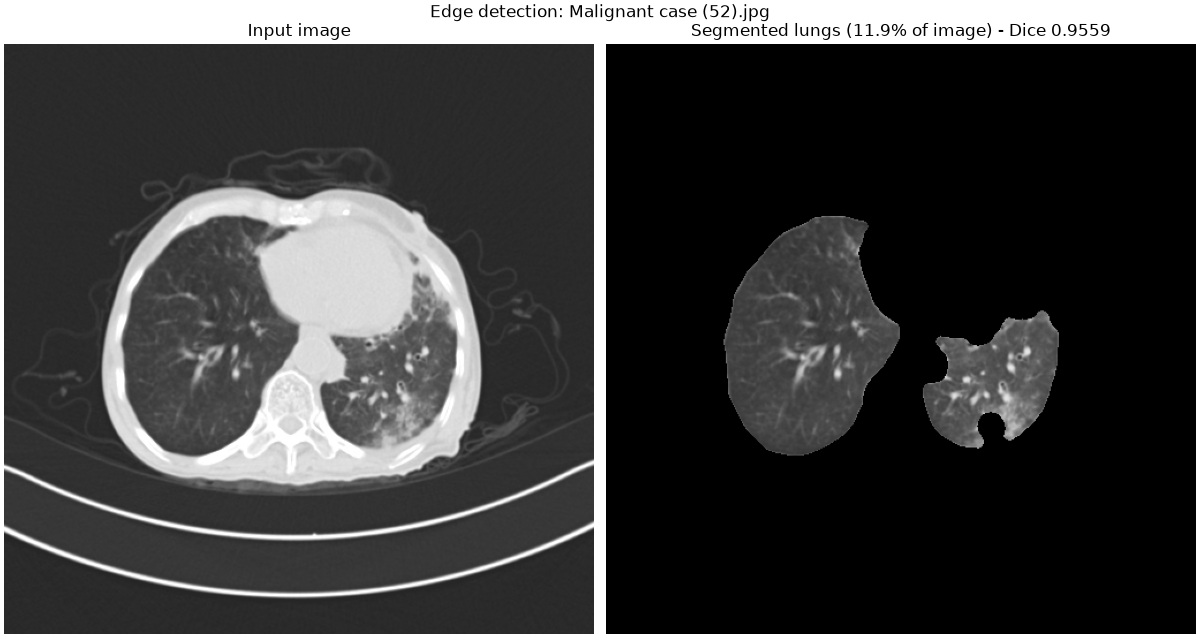 Edge detection: Malignant case (52).jpg
Input image
Segmented lungs (11.9% of image) - Dice 0.9559